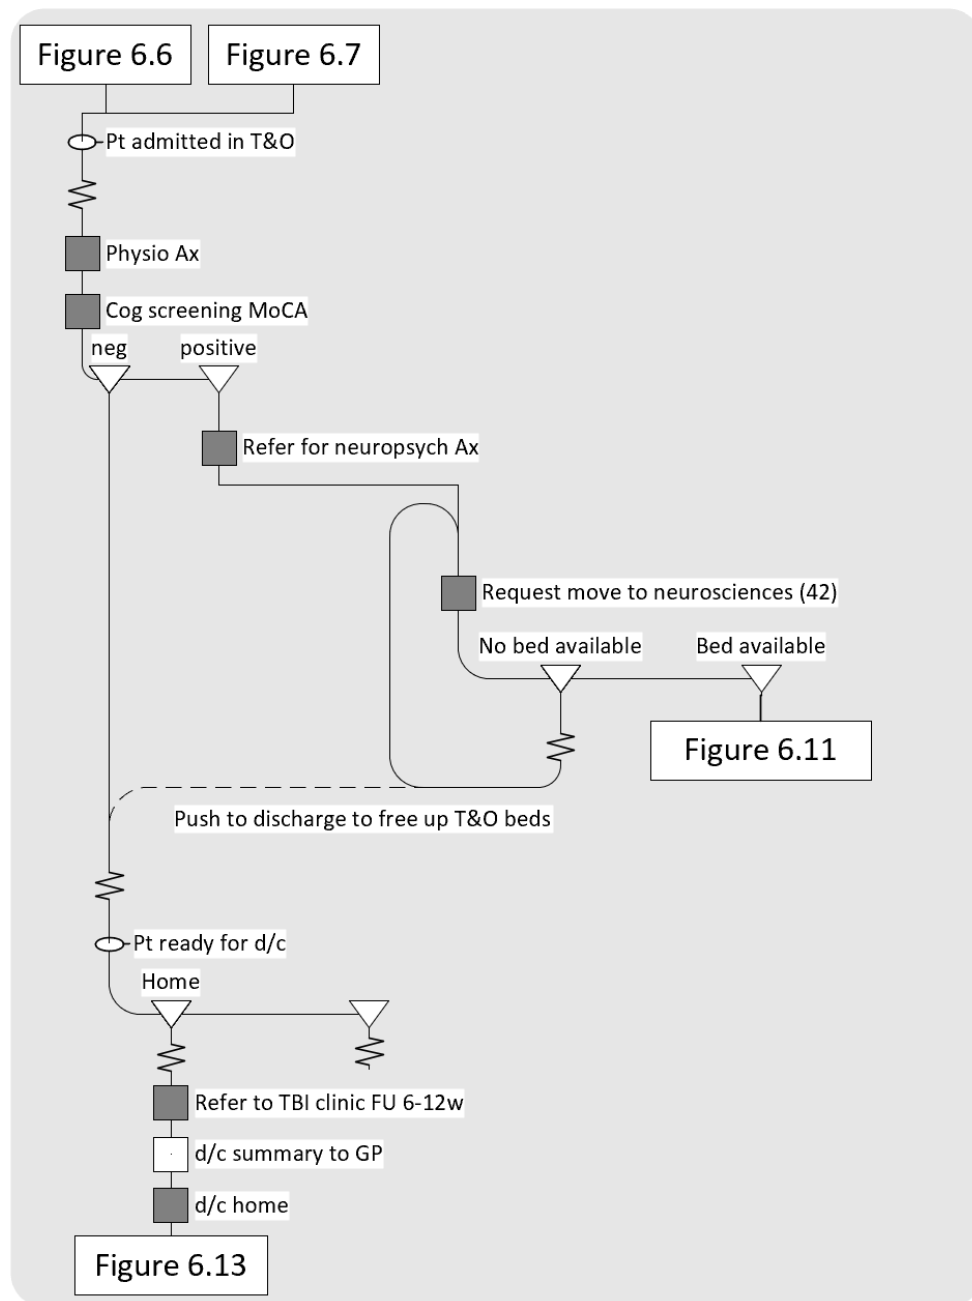 Figure 6.6
Figure 6.7
Pt admitted in T&O
Physio Ax
Cog screening MoCA
neg
positive
Refer for neuropsych Ax
Request move to neurosciences (42)
No bed available
Bed available
Figure 6.11
Push to discharge to free up T&O beds
Pt ready for d/c
Home
Refer to TBI clinic FU 6-12w
d/c summary to GP
d/c home
Figure 6.13